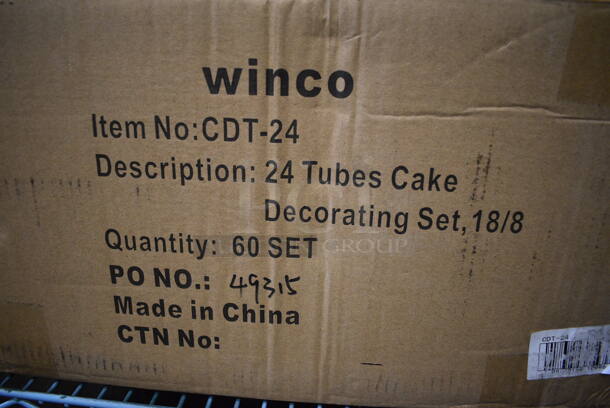 winco
Item No:CDT-24
Description: 24 Tubes Cake
Decorating Set,18/8
Quantity: 60 SET
GROUP
PO NO.: 49315
Made in China
CTN No:
CDT-24